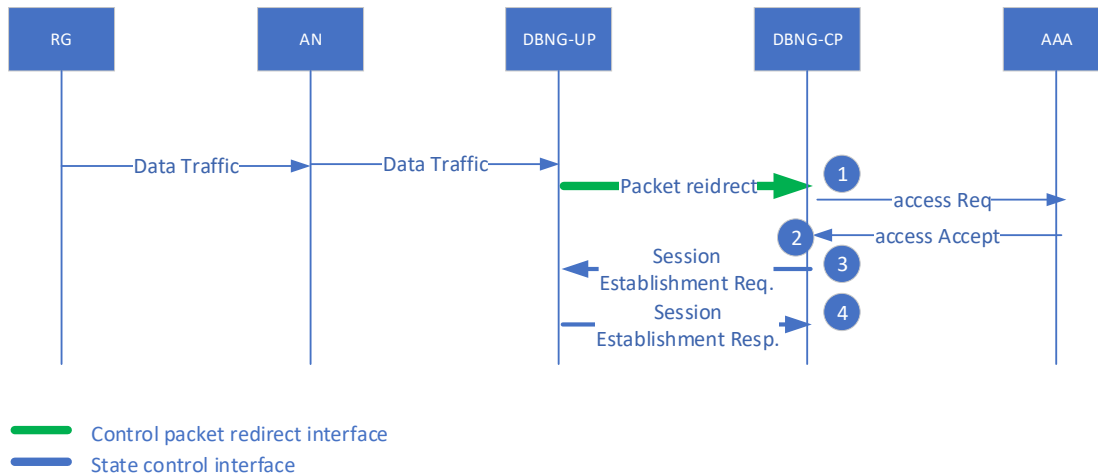 RG
AN
DBNG-UP
DBNG-CP
AAA
Data Traffic
Data Traffic
Packet reidrect
1
access Req
2
access Accept
Session
Establishment Req.
3
Session
Establishment Resp.
4
Control packet redirect interface
State control interface